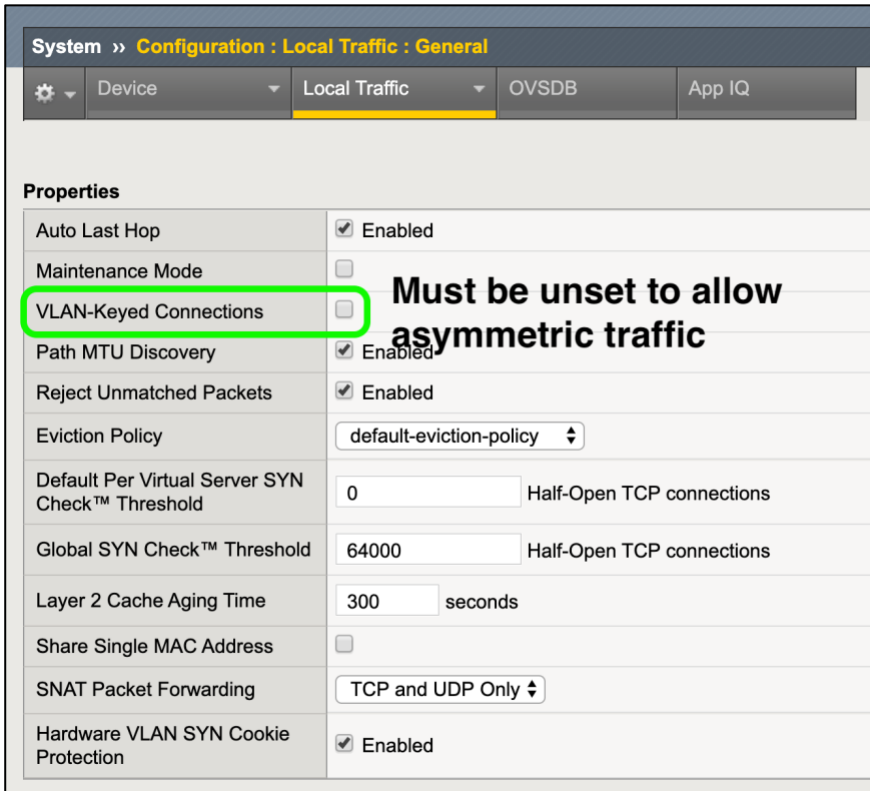 System ›› Configuration : Local Traffic : General
Device
Local Traffic
OVSDB
App IQ
Properties
Auto Last Hop
Enabled
Maintenance Mode
Must be unset to allow
asymmetric traffic
VLAN-Keyed Connections
Path MTU Discovery
Enabled
Reject Unmatched Packets
Enabled
Eviction Policy
default-eviction-policy
Default Per Virtual Server SYN
Check™ Threshold
0
Half-Open TCP connections
Global SYN Check™ Threshold
64000
Half-Open TCP connections
Layer 2 Cache Aging Time
300
seconds
Share Single MAC Address
SNAT Packet Forwarding
TCP and UDP Only
Hardware VLAN SYN Cookie
Protection
Enabled